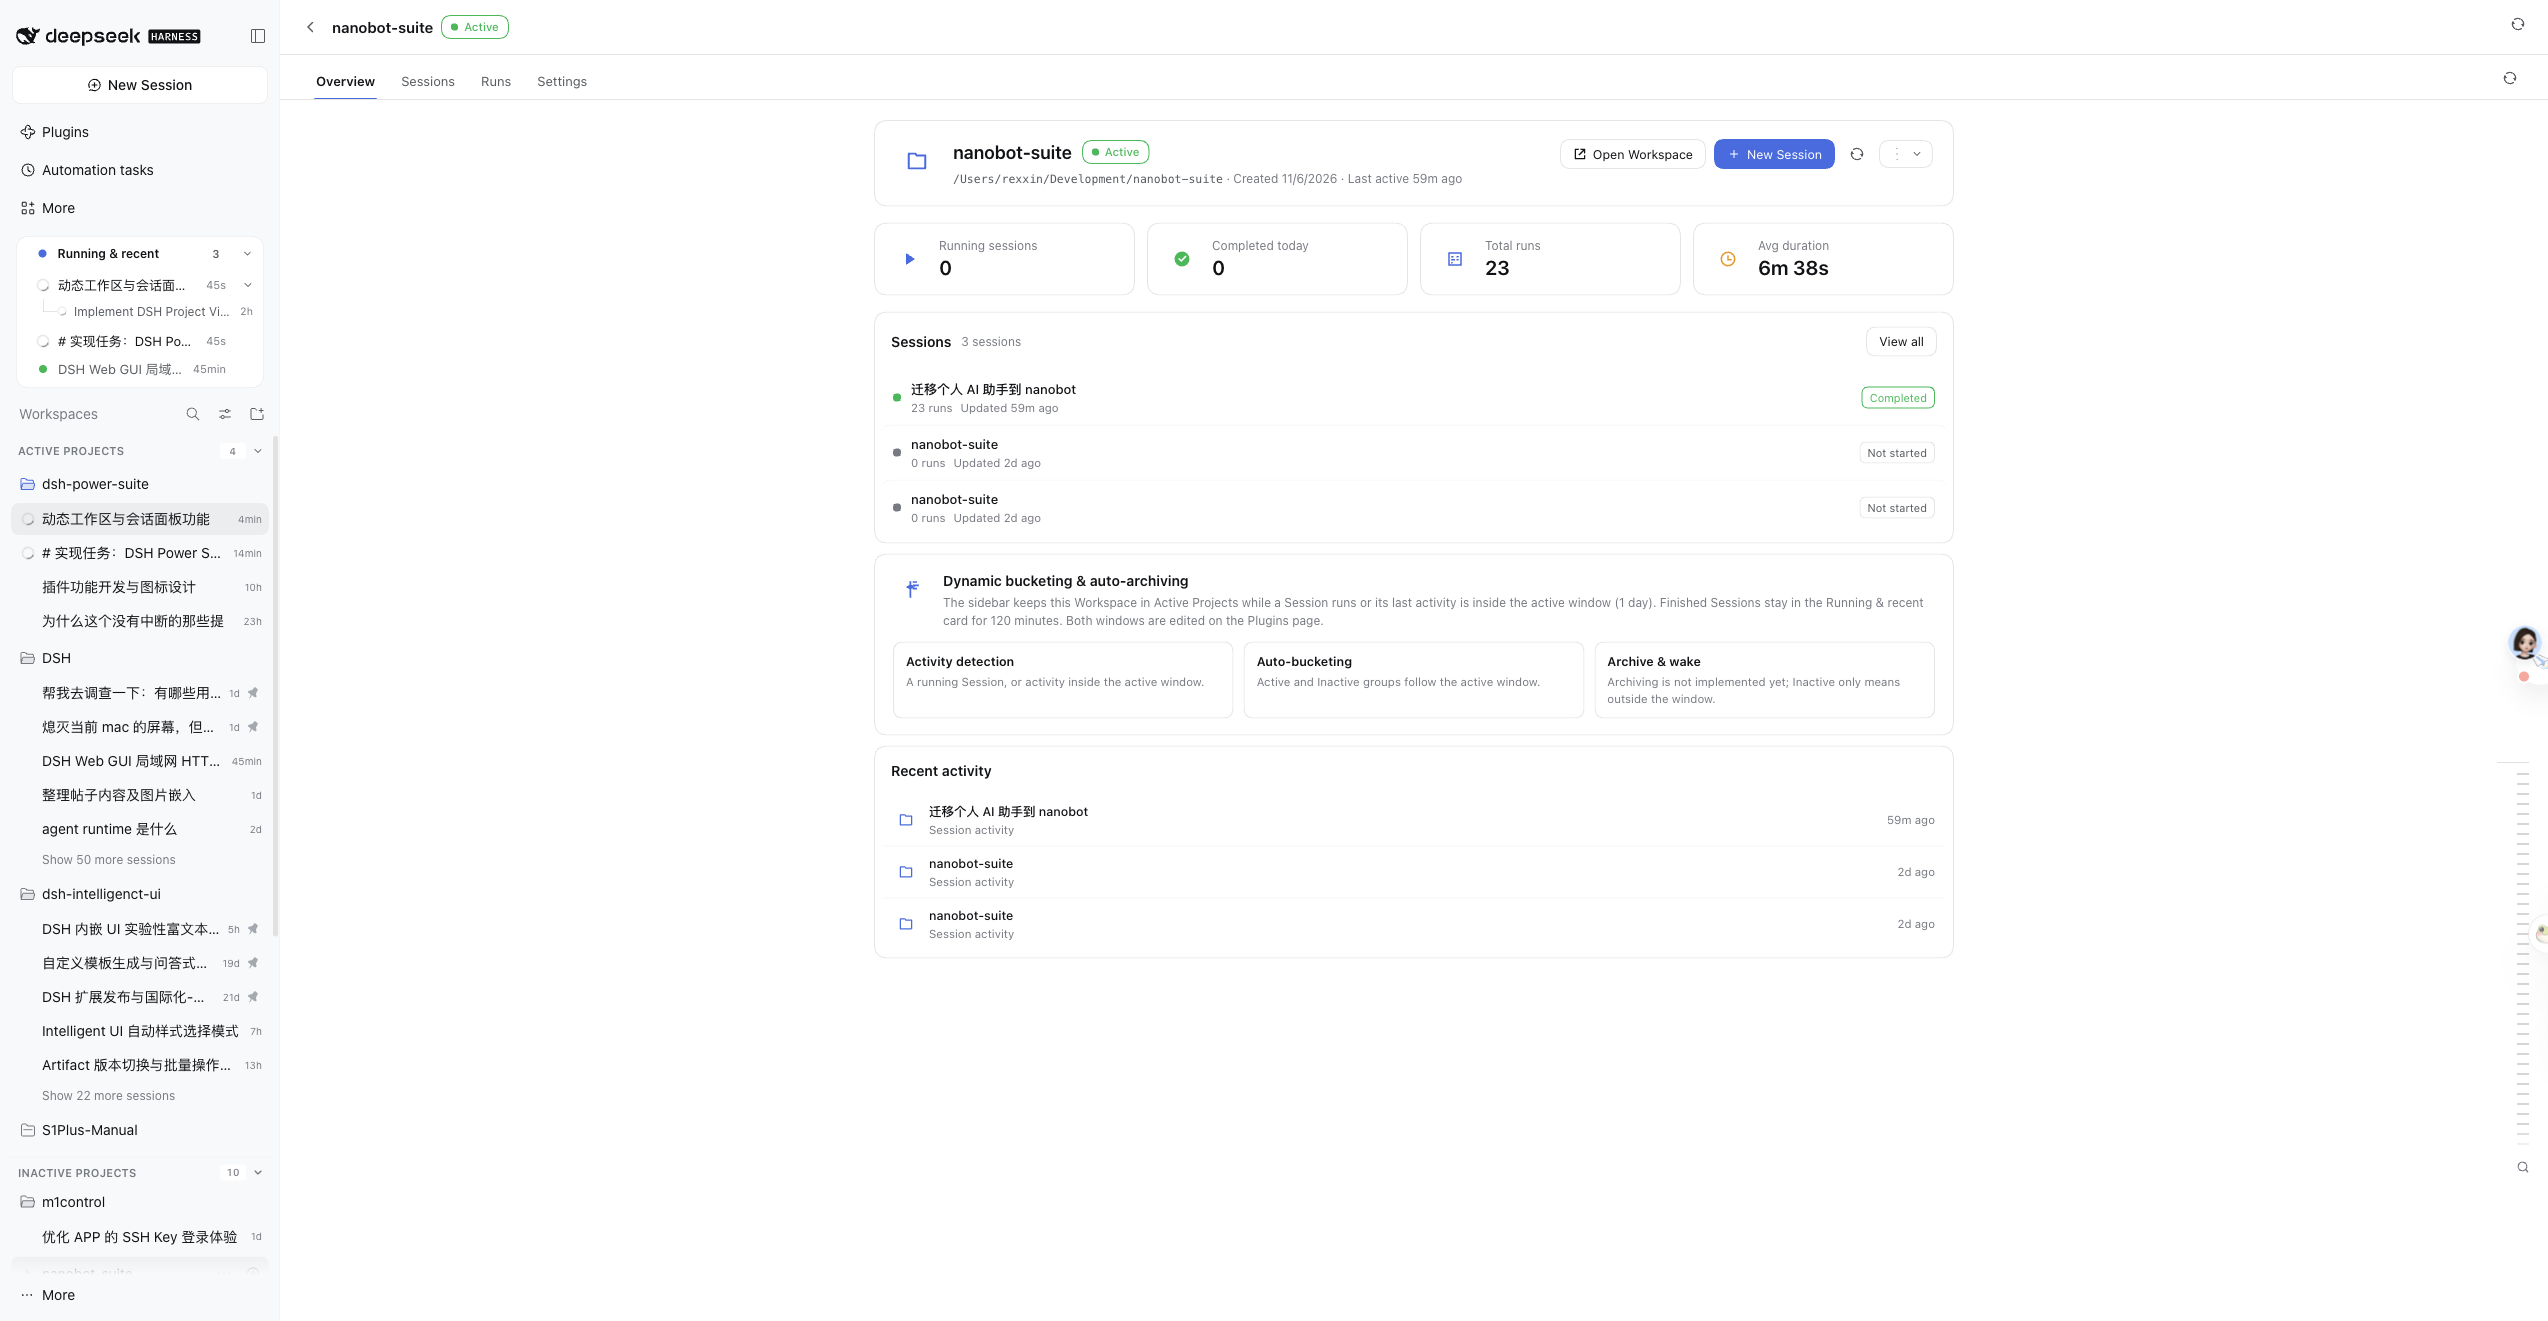 deepseek HARNESS
New Session
Plugins
Automation tasks
More
Running & recent 3
动态工作区与会话面... 45s
Implement DSH Project Vi... 2h
# 实现任务：DSH Po... 45s
DSH Web GUI 局域... 45min
Workspaces
ACTIVE PROJECTS 4
dsh-power-suite
动态工作区与会话面板功能 4min
# 实现任务：DSH Power S... 14min
插件功能开发与图标设计 10h
为什么这个没有中断的那些提 23h
DSH
帮我去调查一下：有哪些用... 1d
熄灭当前 mac 的屏幕，但... 1d
DSH Web GUI 局域网 HTT... 45min
整理帖子内容及图片嵌入 1d
agent runtime 是什么 2d
Show 50 more sessions
dsh-intelligenct-ui
DSH 内嵌 UI 实验性富文本... 5h
自定义模板生成与问答式... 19d
DSH 扩展发布与国际化-... 21d
Intelligent UI 自动样式选择模式 7h
Artifact 版本切换与批量操作... 13h
Show 22 more sessions
S1Plus-Manual
INACTIVE PROJECTS 10
m1control
优化 APP 的 SSH Key 登录体验 1d
nanobot-suite
More
nanobot-suite Active
Overview Sessions Runs Settings
nanobot-suite Active
/Users/rexxin/Development/nanobot-suite · Created 11/6/2026 · Last active 59m ago
Open Workspace
+ New Session
Running sessions
0
Completed today
0
Total runs
23
Avg duration
6m 38s
Sessions 3 sessions
View all
迁移个人 AI 助手到 nanobot
23 runs Updated 59m ago
Completed
nanobot-suite
0 runs Updated 2d ago
Not started
nanobot-suite
0 runs Updated 2d ago
Not started
Dynamic bucketing & auto-archiving
The sidebar keeps this Workspace in Active Projects while a Session runs or its last activity is inside the active window (1 day). Finished Sessions stay in the Running & recent
card for 120 minutes. Both windows are edited on the Plugins page.
Activity detection
A running Session, or activity inside the active window.
Auto-bucketing
Active and Inactive groups follow the active window.
Archive & wake
Archiving is not implemented yet; Inactive only means
outside the window.
Recent activity
迁移个人 AI 助手到 nanobot
Session activity
59m ago
nanobot-suite
Session activity
2d ago
nanobot-suite
Session activity
2d ago